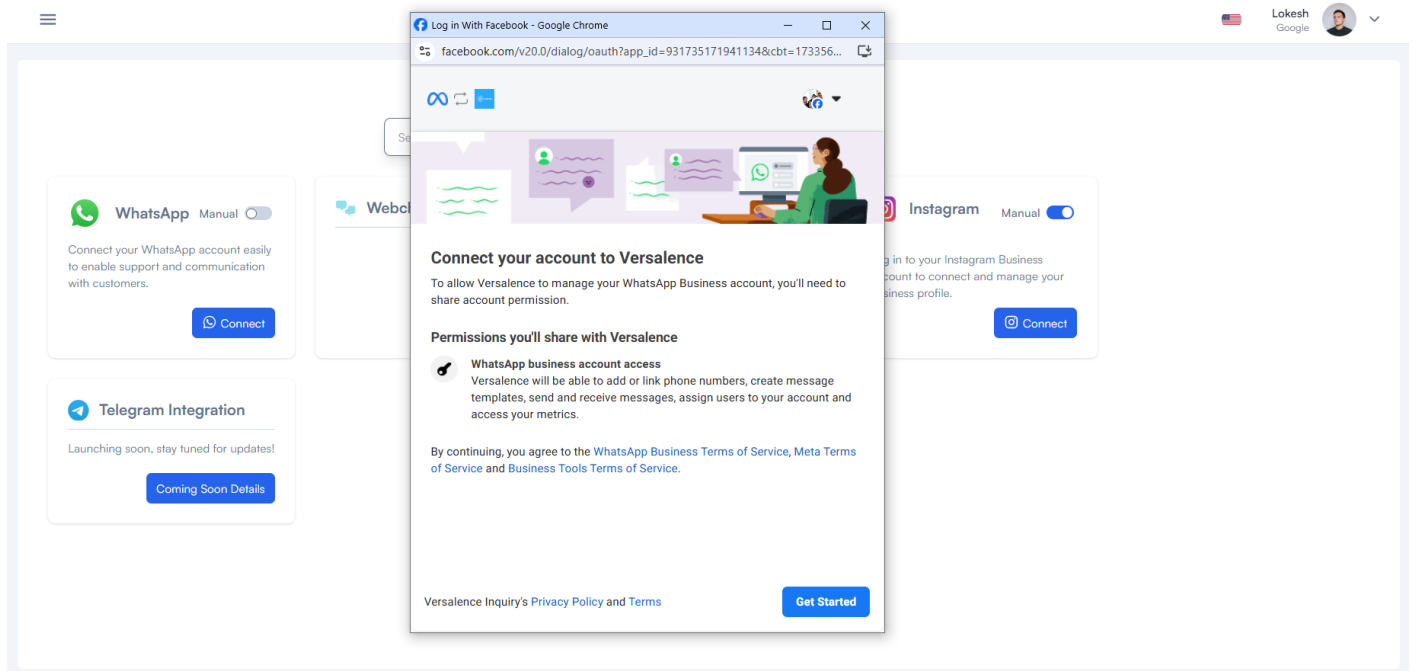 Lokesh
Google
Log in With Facebook - Google Chrome
facebook.com/v20.0/dialog/oauth?app_id=931735171941134&cbt=173356...
WhatsApp Manual
Connect your WhatsApp account easily
to enable support and communication
with customers.
Connect
Connect your account to Versalence
To allow Versalence to manage your WhatsApp Business account, you'll need to
share account permission.
Permissions you'll share with Versalence
WhatsApp business account access
Versalence will be able to add or link phone numbers, create message
templates, send and receive messages, assign users to your account and
access your metrics.
By continuing, you agree to the WhatsApp Business Terms of Service, Meta Terms
of Service and Business Tools Terms of Service.
Versalence Inquiry's Privacy Policy and Terms
Get Started
Instagram Manual
in to your Instagram Business
to connect and manage your
profile.
Connect
Telegram Integration
Launching soon, stay tuned for updates!
Coming Soon Details